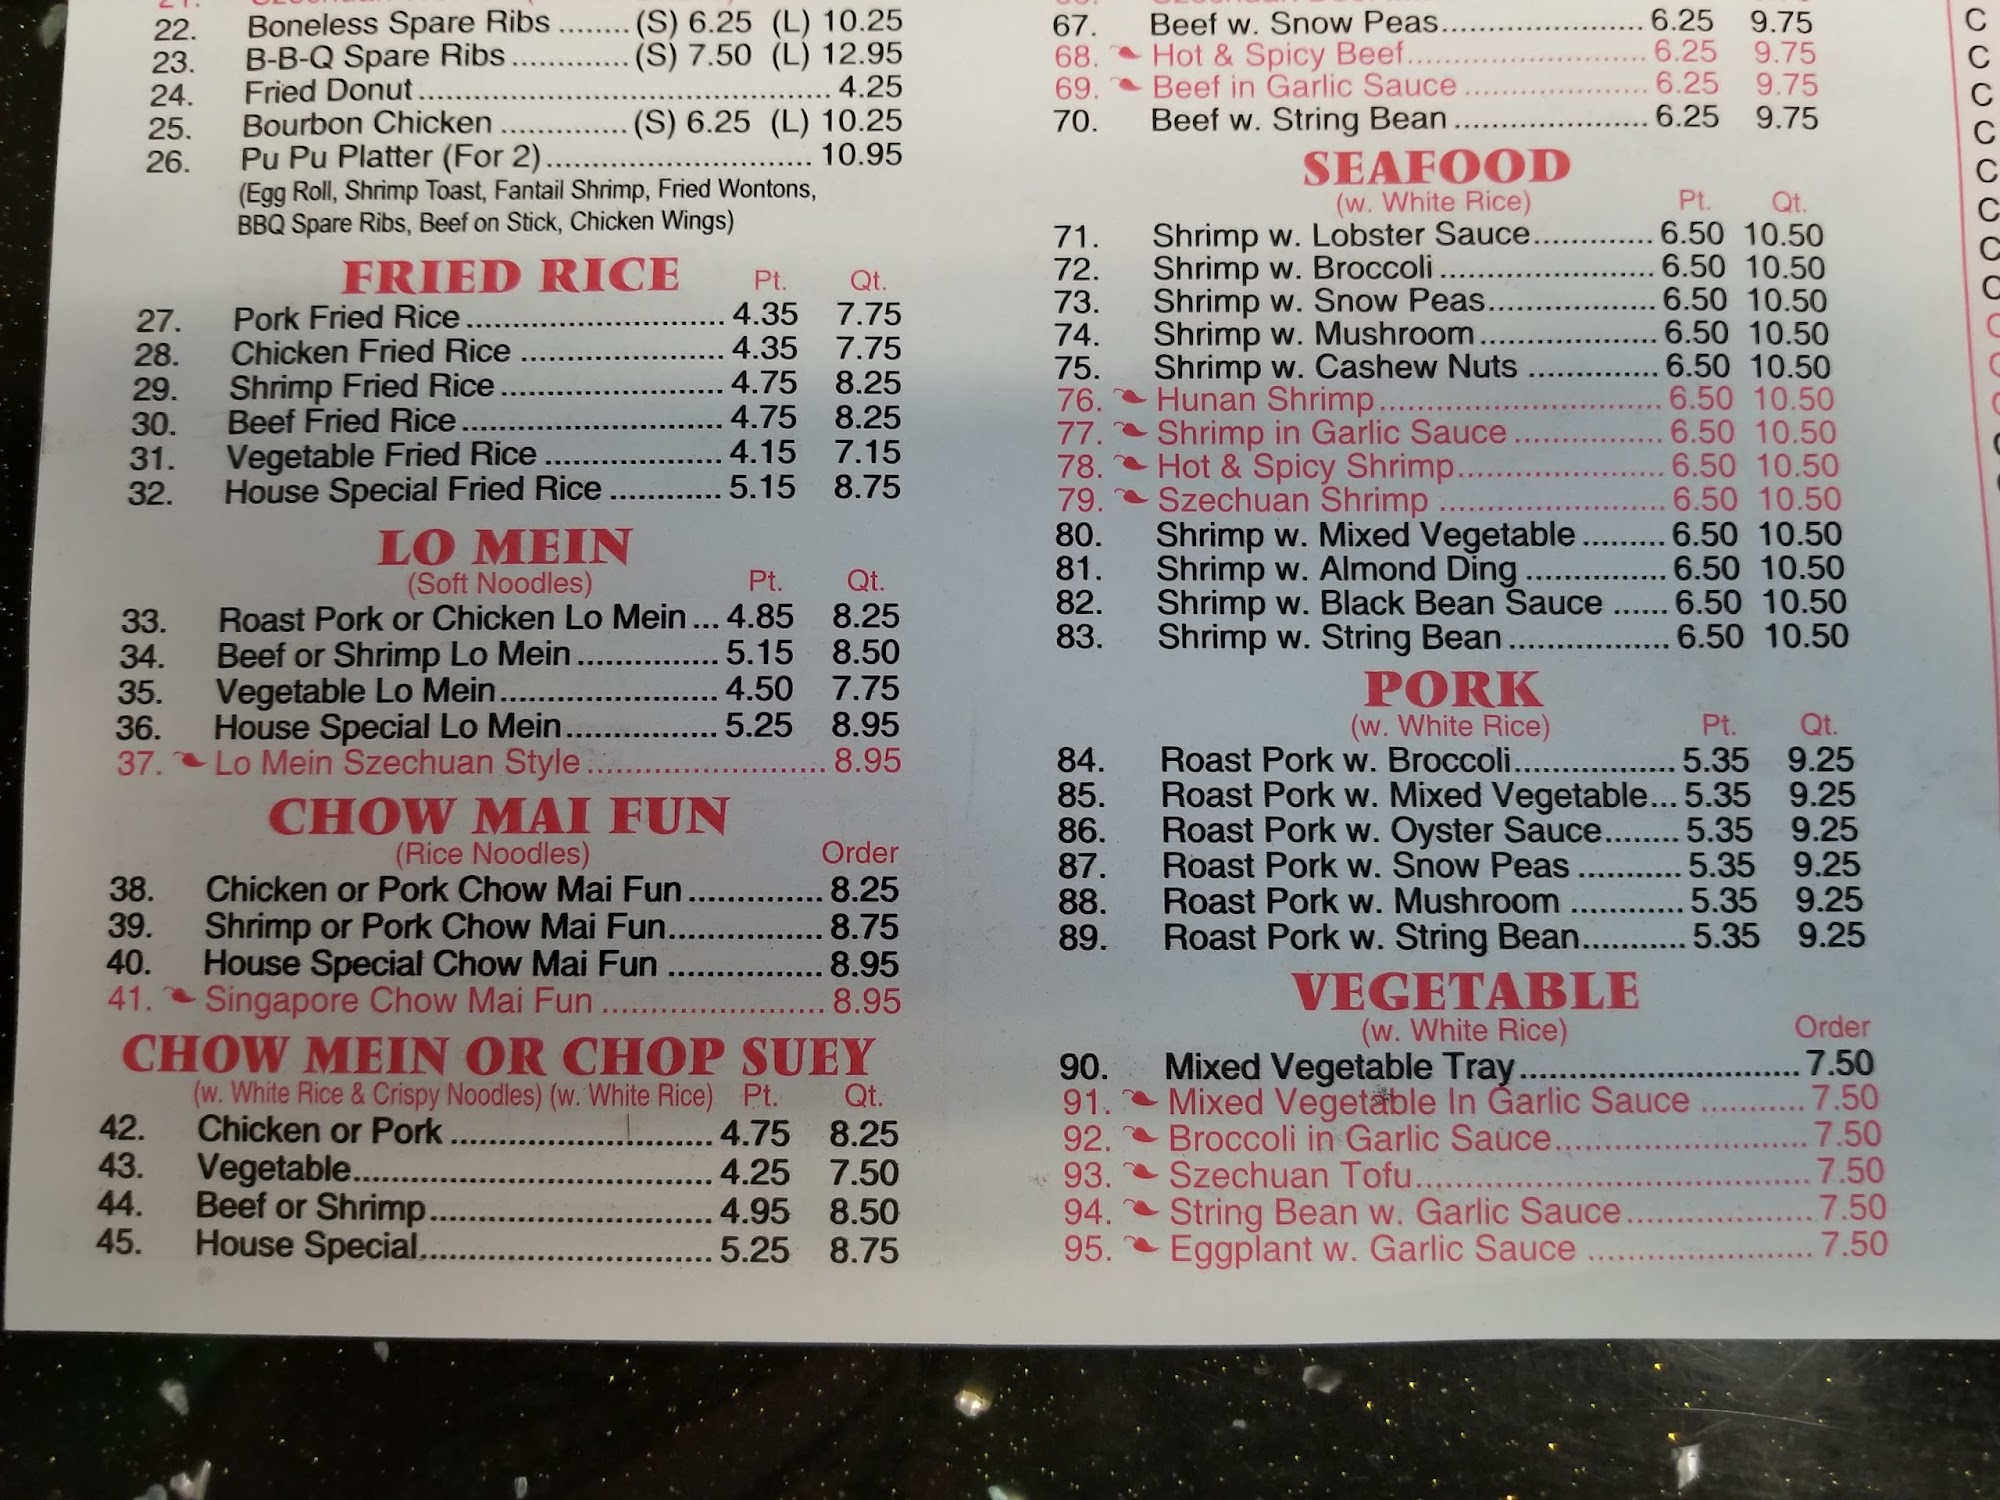 22. Boneless Spare Ribs ........(S) 6.25 (L) 10.25
23. B-B-Q Spare Ribs.............(S) 7.50 (L) 12.95
24. Fried Donut............................................. 4.25
25. Bourbon Chicken ..............(S) 6.25 (L) 10.25
26. Pu Pu Platter (For 2)............................. 10.95
(Egg Roll, Shrimp Toast, Fantail Shrimp, Fried Wontons,
BBQ Spare Ribs, Beef on Stick, Chicken Wings)
FRIED RICE Pt. Qt.
27. Pork Fried Rice............................ 4.35 7.75
28. Chicken Fried Rice ...................... 4.35 7.75
29. Shrimp Fried Rice ........................ 4.75 8.25
30. Beef Fried Rice............................ 4.75 8.25
31. Vegetable Fried Rice ................... 4.15 7.15
32. House Special Fried Rice ............ 5.15 8.75
LO MEIN
(Soft Noodles) Pt. Qt.
33. Roast Pork or Chicken Lo Mein ... 4.85 8.25
34. Beef or Shrimp Lo Mein............... 5.15 8.50
35. Vegetable Lo Mein....................... 4.50 7.75
36. House Special Lo Mein................ 5.25 8.95
37. Lo Mein Szechuan Style .......................... 8.95
CHOW MAI FUN
(Rice Noodles) Order
38. Chicken or Pork Chow Mai Fun .............. 8.25
39. Shrimp or Pork Chow Mai Fun................ 8.75
40. House Special Chow Mai Fun ................ 8.95
41. Singapore Chow Mai Fun ....................... 8.95
CHOW MEIN OR CHOP SUEY
(w. White Rice & Crispy Noodles) (w. White Rice) Pt. Qt.
42. Chicken or Pork ........................... 4.75 8.25
43. Vegetable..................................... 4.25 7.50
44. Beef or Shrimp............................. 4.95 8.50
45. House Special.............................. 5.25 8.75
67. Beef w. Snow Peas...................... 6.25 9.75
68. Hot & Spicy Beef.......................... 6.25 9.75
69. Beef in Garlic Sauce .................... 6.25 9.75
70. Beef w. String Bean ..................... 6.25 9.75
SEAFOOD
(w. White Rice) Pt. Qt.
71. Shrimp w. Lobster Sauce............. 6.50 10.50
72. Shrimp w. Broccoli ....................... 6.50 10.50
73. Shrimp w. Snow Peas.................. 6.50 10.50
74. Shrimp w. Mushroom................... 6.50 10.50
75. Shrimp w. Cashew Nuts .............. 6.50 10.50
76. Hunan Shrimp.............................. 6.50 10.50
77. Shrimp in Garlic Sauce ................ 6.50 10.50
78. Hot & Spicy Shrimp...................... 6.50 10.50
79. Szechuan Shrimp ........................ 6.50 10.50
80. Shrimp w. Mixed Vegetable ......... 6.50 10.50
81. Shrimp w. Almond Ding ............... 6.50 10.50
82. Shrimp w. Black Bean Sauce ...... 6.50 10.50
83. Shrimp w. String Bean ................. 6.50 10.50
PORK
(w. White Rice) Pt. Qt.
84. Roast Pork w. Broccoli................. 5.35 9.25
85. Roast Pork w. Mixed Vegetable... 5.35 9.25
86. Roast Pork w. Oyster Sauce........ 5.35 9.25
87. Roast Pork w. Snow Peas ........... 5.35 9.25
88. Roast Pork w. Mushroom ............ 5.35 9.25
89. Roast Pork w. String Bean........... 5.35 9.25
VEGETABLE
(w. White Rice) Order
90. Mixed Vegetable Tray.............................. 7.50
91. Mixed Vegetable In Garlic Sauce ........... 7.50
92. Broccoli in Garlic Sauce.......................... 7.50
93. Szechuan Tofu......................................... 7.50
94. String Bean w. Garlic Sauce.................... 7.50
95. Eggplant w. Garlic Sauce ........................ 7.50